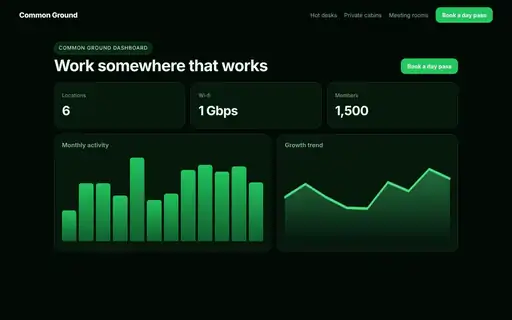 Common Ground
Hot desks Private cabins Meeting rooms Book a day pass
COMMON GROUND DASHBOARD
Work somewhere that works
Book a day pass
Locations
6
Wi-Fi
1 Gbps
Members
1,500
Monthly activity
Growth trend